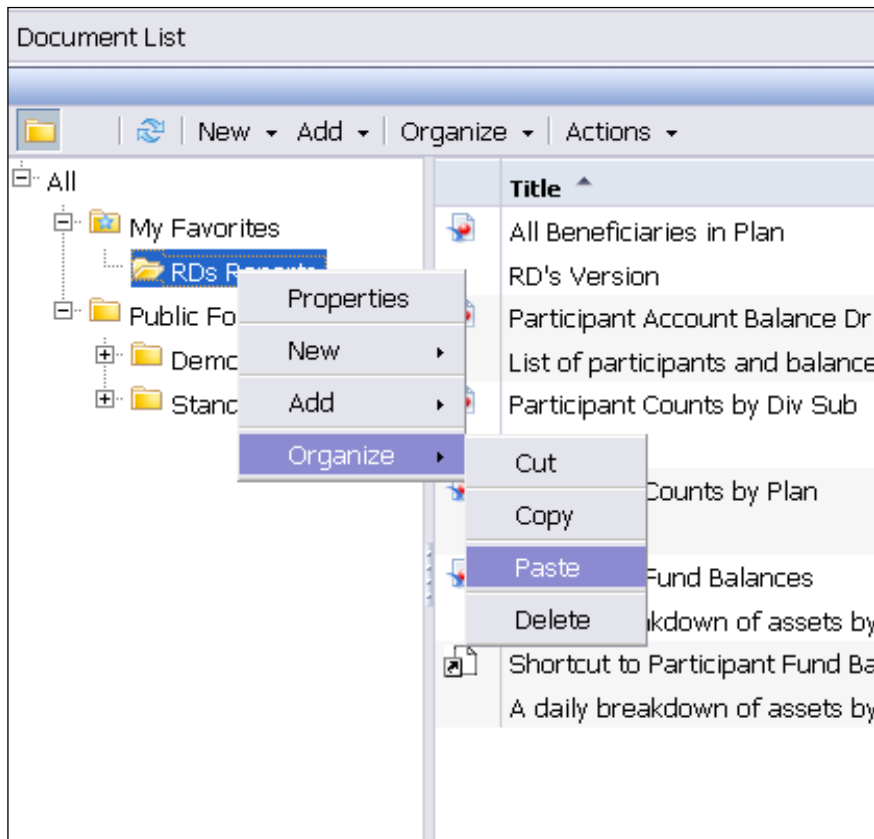 Document List
New Add Organize Actions
All
My Favorites
RDs Reports
Public Fo
Demo
Stand
Properties
New
Add
Organize
Cut
Copy
Paste
Delete
Title
All Beneficiaries in Plan
RD's Version
Participant Account Balance Dr
List of participants and balance
Participant Counts by Div Sub
Counts by Plan
Fund Balances
kdown of assets by
Shortcut to Participant Fund Ba
A daily breakdown of assets by